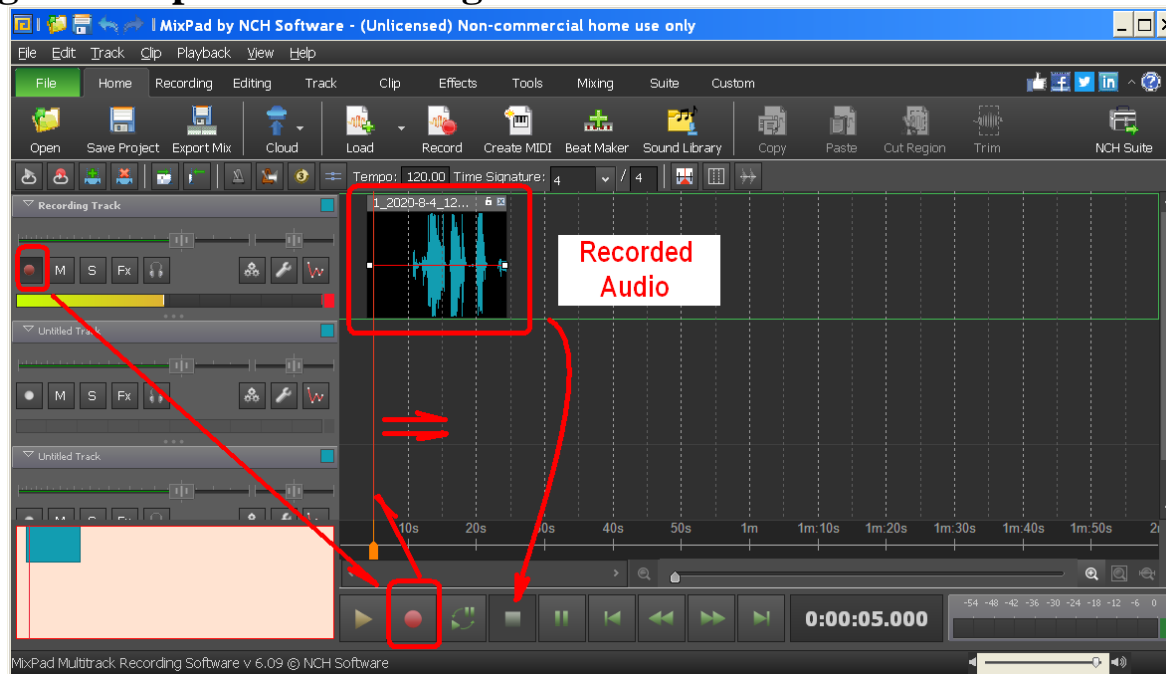 MixPad by NCH Software - (Unlicensed) Non-commercial home use only
File Edit Track Clip Playback View Help
File Home Recording Editing Track Clip Effects Tools Mixing Suite Custom
Open Save Project Export Mix Cloud Load Record Create MIDI Beat Maker Sound Library Copy Paste Cut Region Trim NCH Suite
Tempo: 120.00 Time Signature: 4 / 4
Recording Track
1_2020-8-4_12...
Recorded
Audio
M S Fx
Untitled Track
M S Fx
Untitled Track
M S Fx
10s 20s 30s 40s 50s 1m 1m:10s 1m:20s 1m:30s 1m:40s 1m:50s
0:00:05.000
-54 -48 -42 -36 -30 -24 -18 -12 -6 0
MixPad Multitrack Recording Software v 6.09 © NCH Software